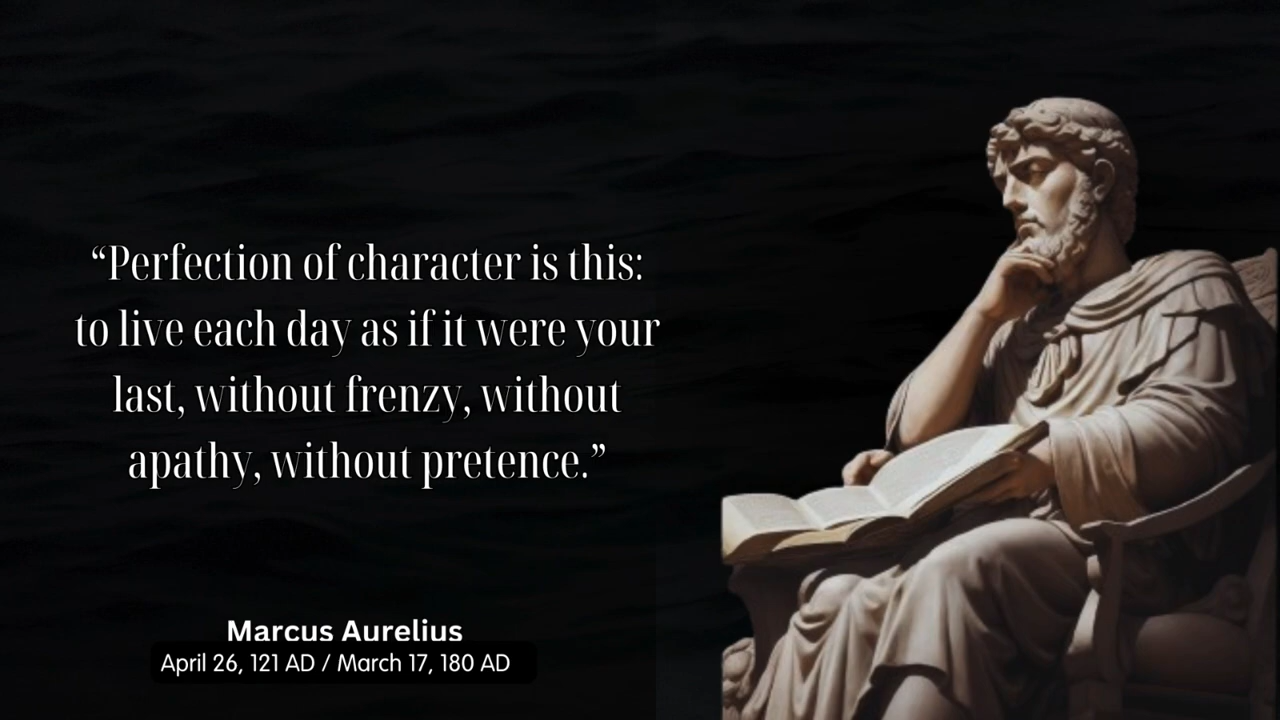 “Perfection of character is this:
to live each day as if it were your
last, without frenzy, without
apathy, without pretence.”
Marcus Aurelius
April 26, 121 AD / March 17, 180 AD